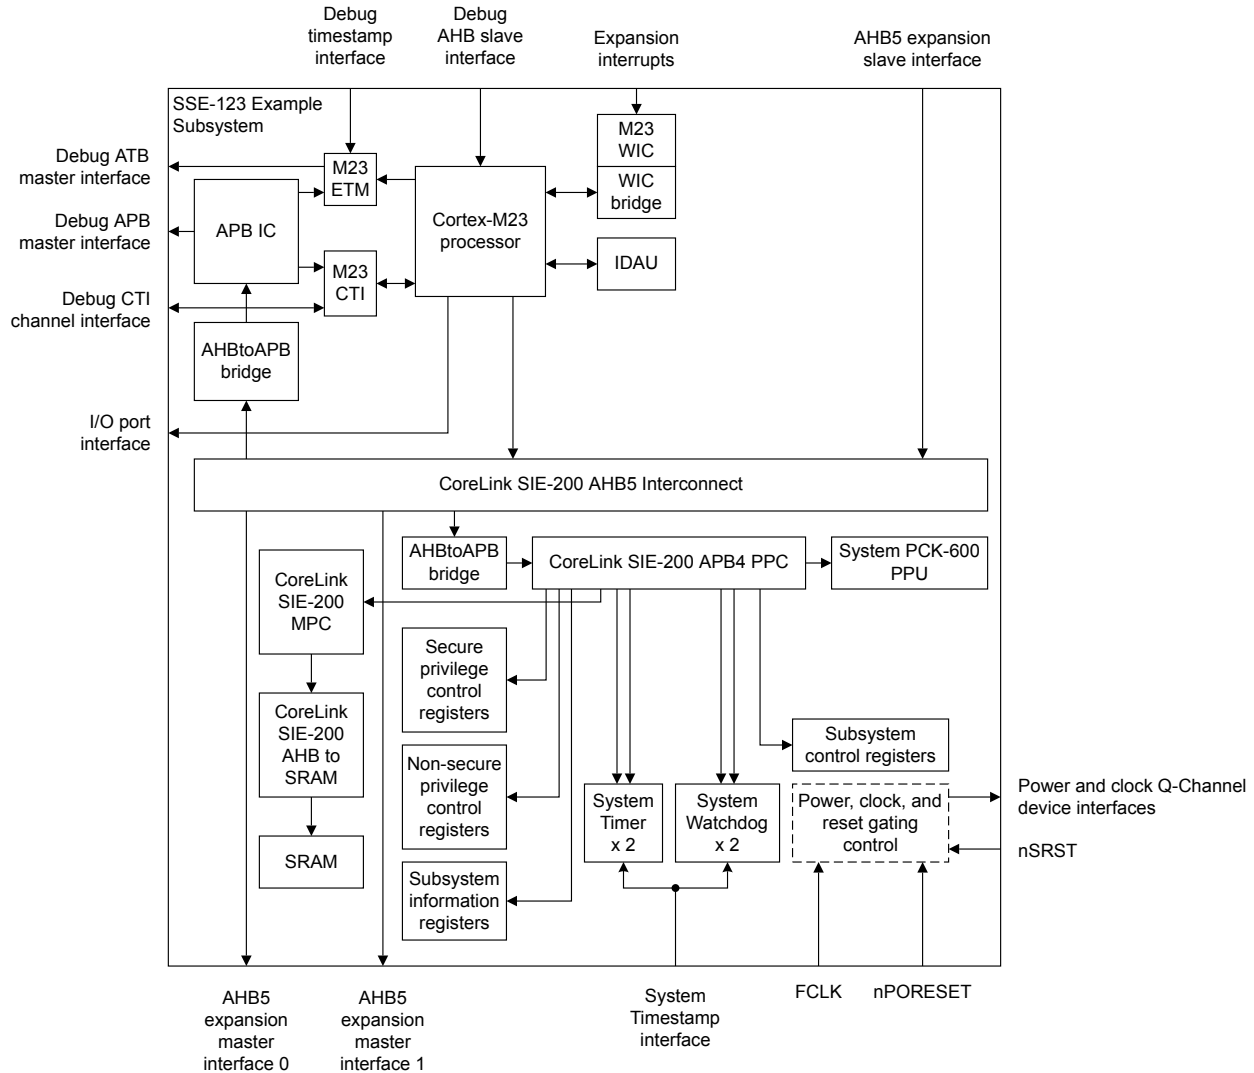 Debug
timestamp
interface
Debug
AHB slave
interface
Expansion
interrupts
AHB5 expansion
slave interface
SSE-123 Example
Subsystem
M23
WIC
WIC
bridge
Debug ATB
master interface
M23
ETM
Cortex-M23
processor
APB IC
Debug APB
master interface
IDAU
M23
CTI
Debug CTI
channel interface
AHBtoAPB
bridge
I/O port
interface
CoreLink SIE-200 AHB5 Interconnect
AHBtoAPB
bridge
CoreLink SIE-200 APB4 PPC
System PCK-600
PPU
CoreLink
SIE-200
MPC
Secure
privilege
control
registers
CoreLink
SIE-200
AHB to
SRAM
Subsystem
control registers
Non-secure
privilege
control
registers
System
Timer
x 2
System
Watchdog
x 2
Power, clock, and
reset gating
control
Power and clock Q-Channel
device interfaces
nSRST
SRAM
Subsystem
information
registers
AHB5
expansion
master
interface 0
AHB5
expansion
master
interface 1
System
Timestamp
interface
FCLK
nPORESET